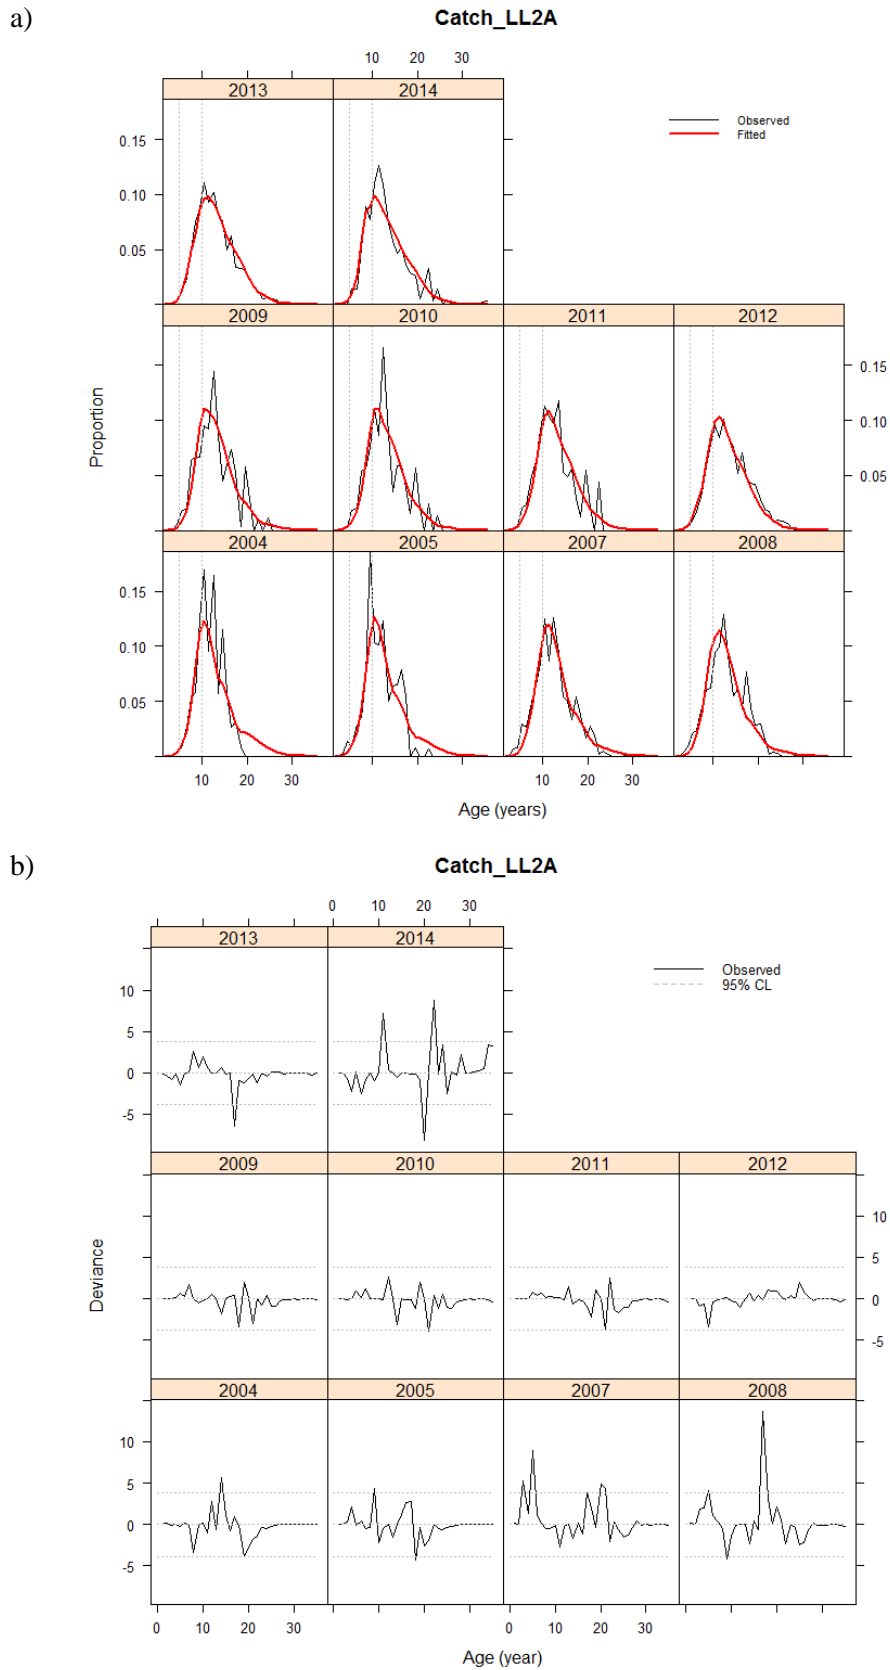 a)
Catch_LL2A
10 20 30
2013 2014
Observed
Fitted
0.15
0.10
0.05
2009 2010 2011 2012
0.15
0.10
0.05
Proportion
2004 2005 2007 2008
0.15
0.10
0.05
10 20 30 10 20 30
Age (years)
b)
Catch_LL2A
0 10 20 30
2013 2014
Observed
95% CL
10
5
0
-5
2009 2010 2011 2012
10
5
0
-5
Deviance
2004 2005 2007 2008
10
5
0
-5
0 10 20 30 0 10 20 30
Age (year)